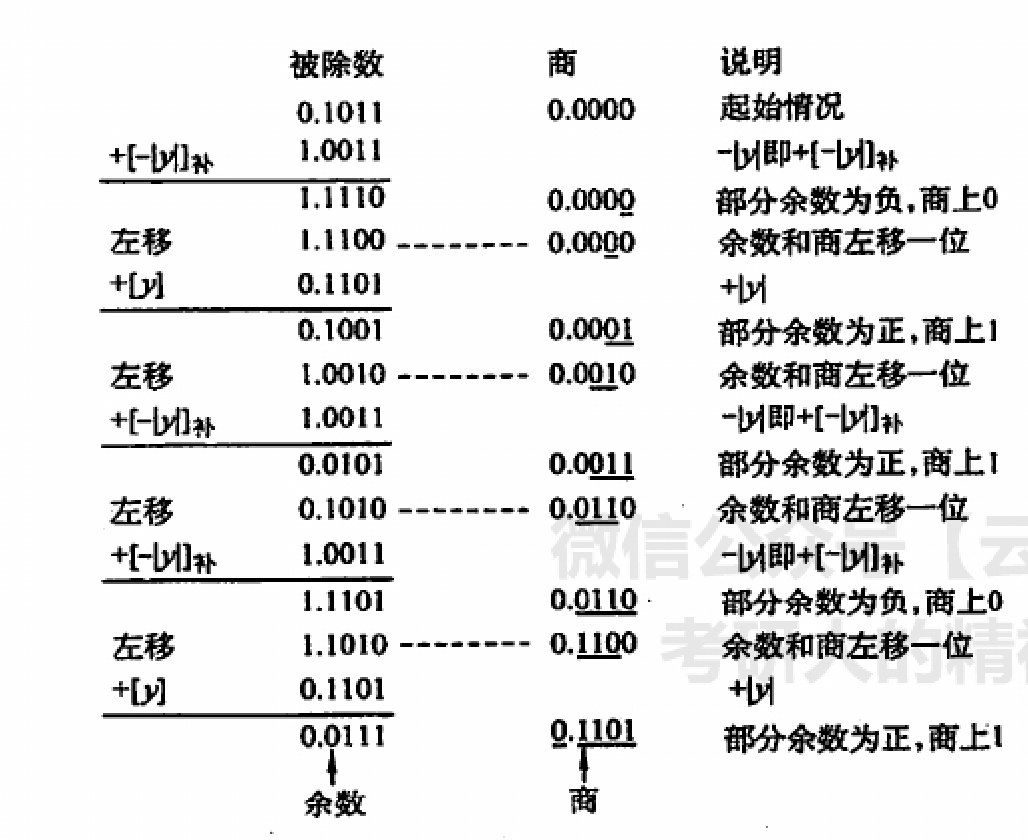 被除数 商 说明
0.1011 0.0000 起始情况
+[-|y|]补 1.0011 -|y|即+[-|y|]补
1.1110 0.0000 部分余数为负,商上0
左移 1.1100 -------- 0.0000 余数和商左移一位
+[y] 0.1101 +|y|
0.1001 0.0001 部分余数为正,商上1
左移 1.0010 -------- 0.0010 余数和商左移一位
+[-|y|]补 1.0011 -|y|即+[-|y|]补
0.0101 0.0011 部分余数为正,商上1
左移 0.1010 -------- 0.0110 余数和商左移一位
+[-|y|]补 1.0011 -|y|即+[-|y|]补
微信公众号【云
1.1101 0.0110 部分余数为负,商上0
左移 1.1010 -------- 0.1100 余数和商左移一位
考研人的精神
+[y] 0.1101 +|y|
0.0111 0.1101 部分余数为正,商上1
余数 商